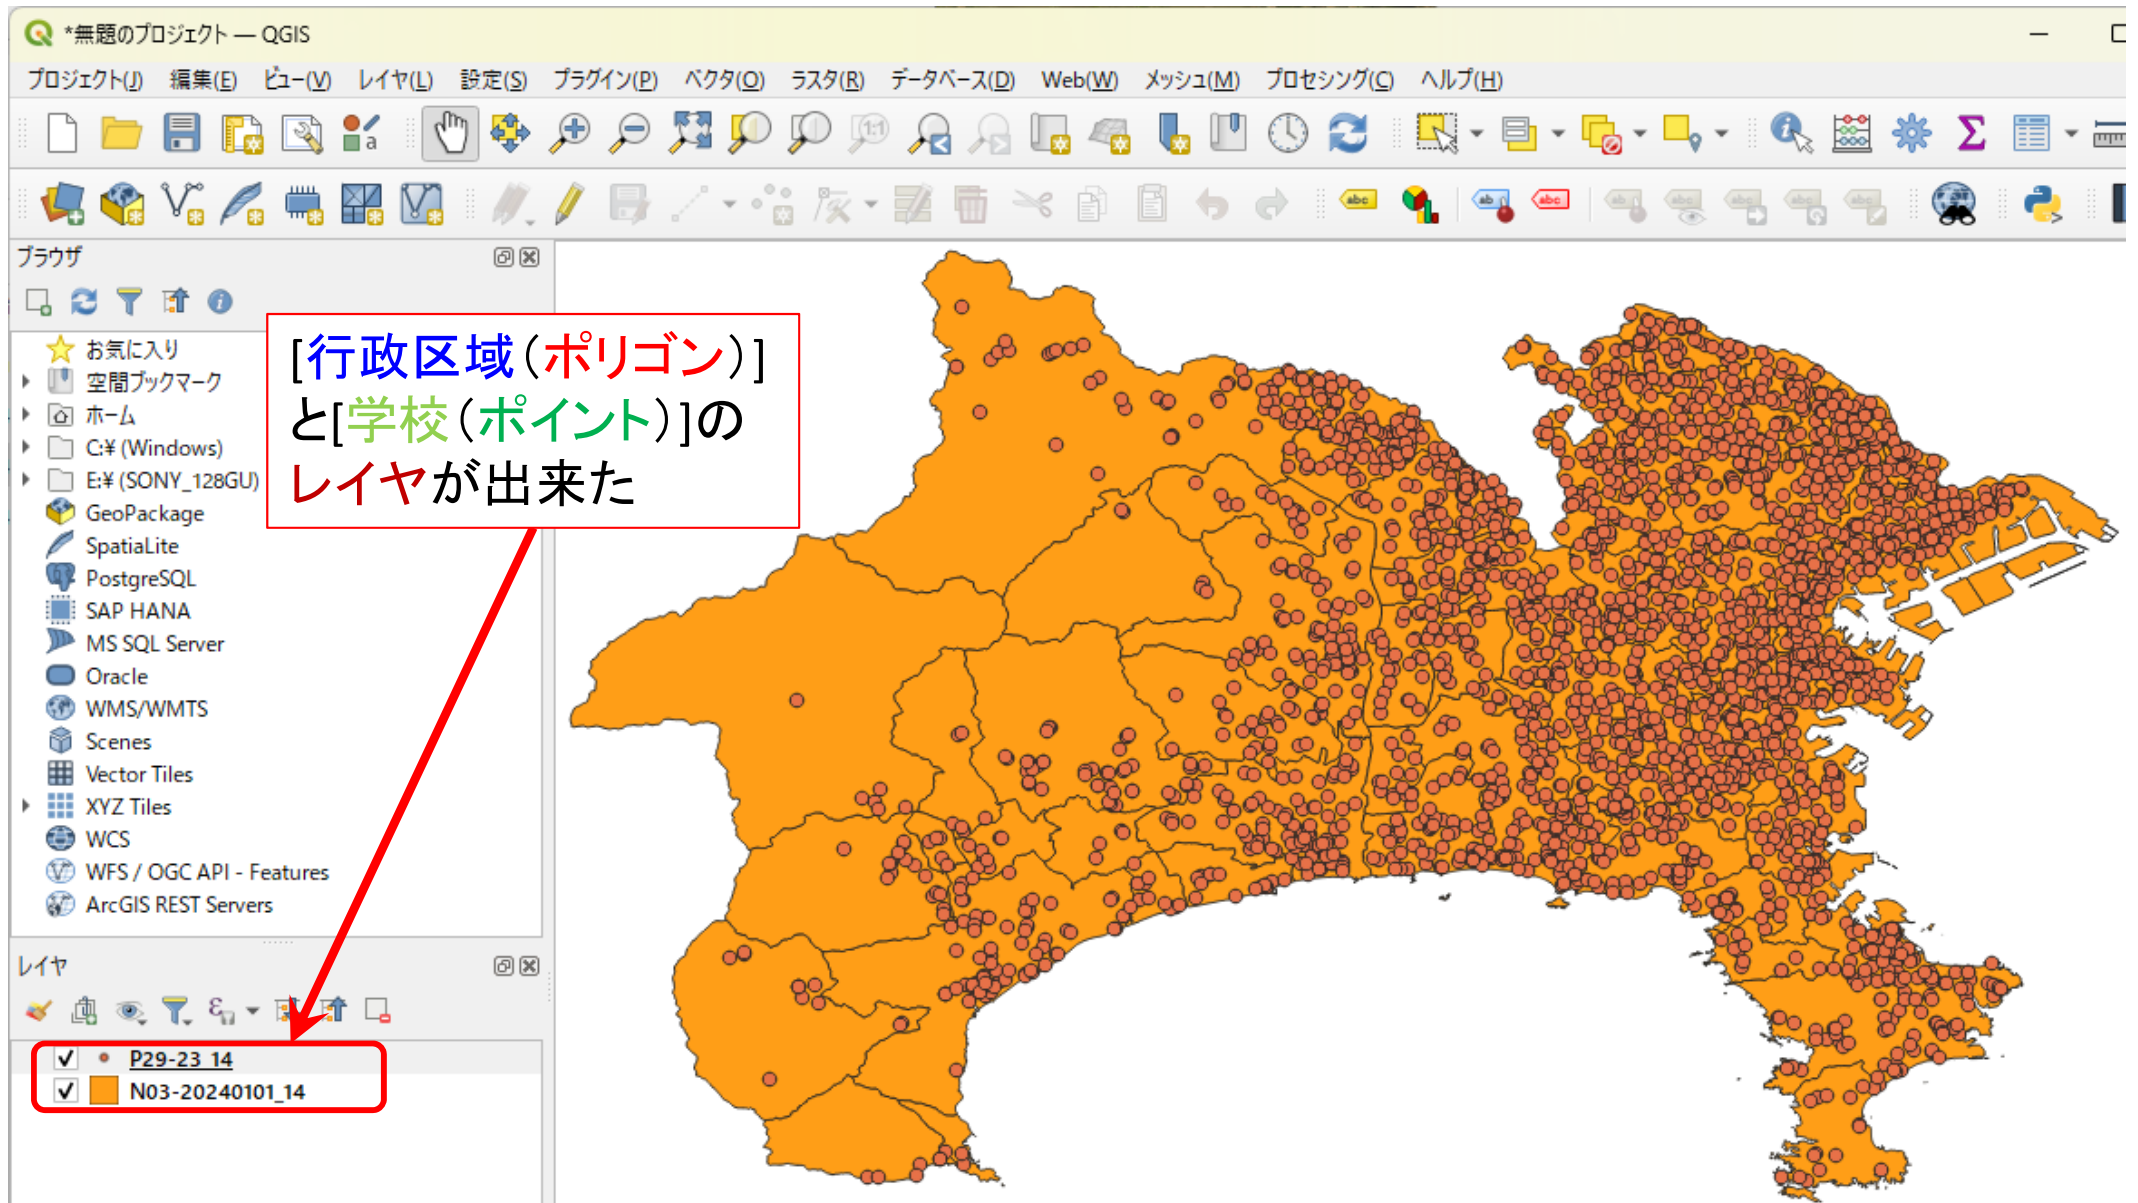 *無題のプロジェクト — QGIS
プロジェクト(J) 編集(E) ビュー(V) レイヤ(L) 設定(S) プラグイン(P) ベクタ(O) ラスタ(R) データベース(D) Web(W) メッシュ(M) プロセシング(C) ヘルプ(H)
ブラウザ
お気に入り
空間ブックマーク
ホーム
C:¥ (Windows)
E:¥ (SONY_128GU)
GeoPackage
SpatiaLite
PostgreSQL
SAP HANA
MS SQL Server
Oracle
WMS/WMTS
Scenes
Vector Tiles
XYZ Tiles
WCS
WFS / OGC API - Features
ArcGIS REST Servers
[行政区域(ポリゴン)]
と[学校(ポイント)]の
レイヤが出来た
レイヤ
P29-23_14
N03-20240101_14